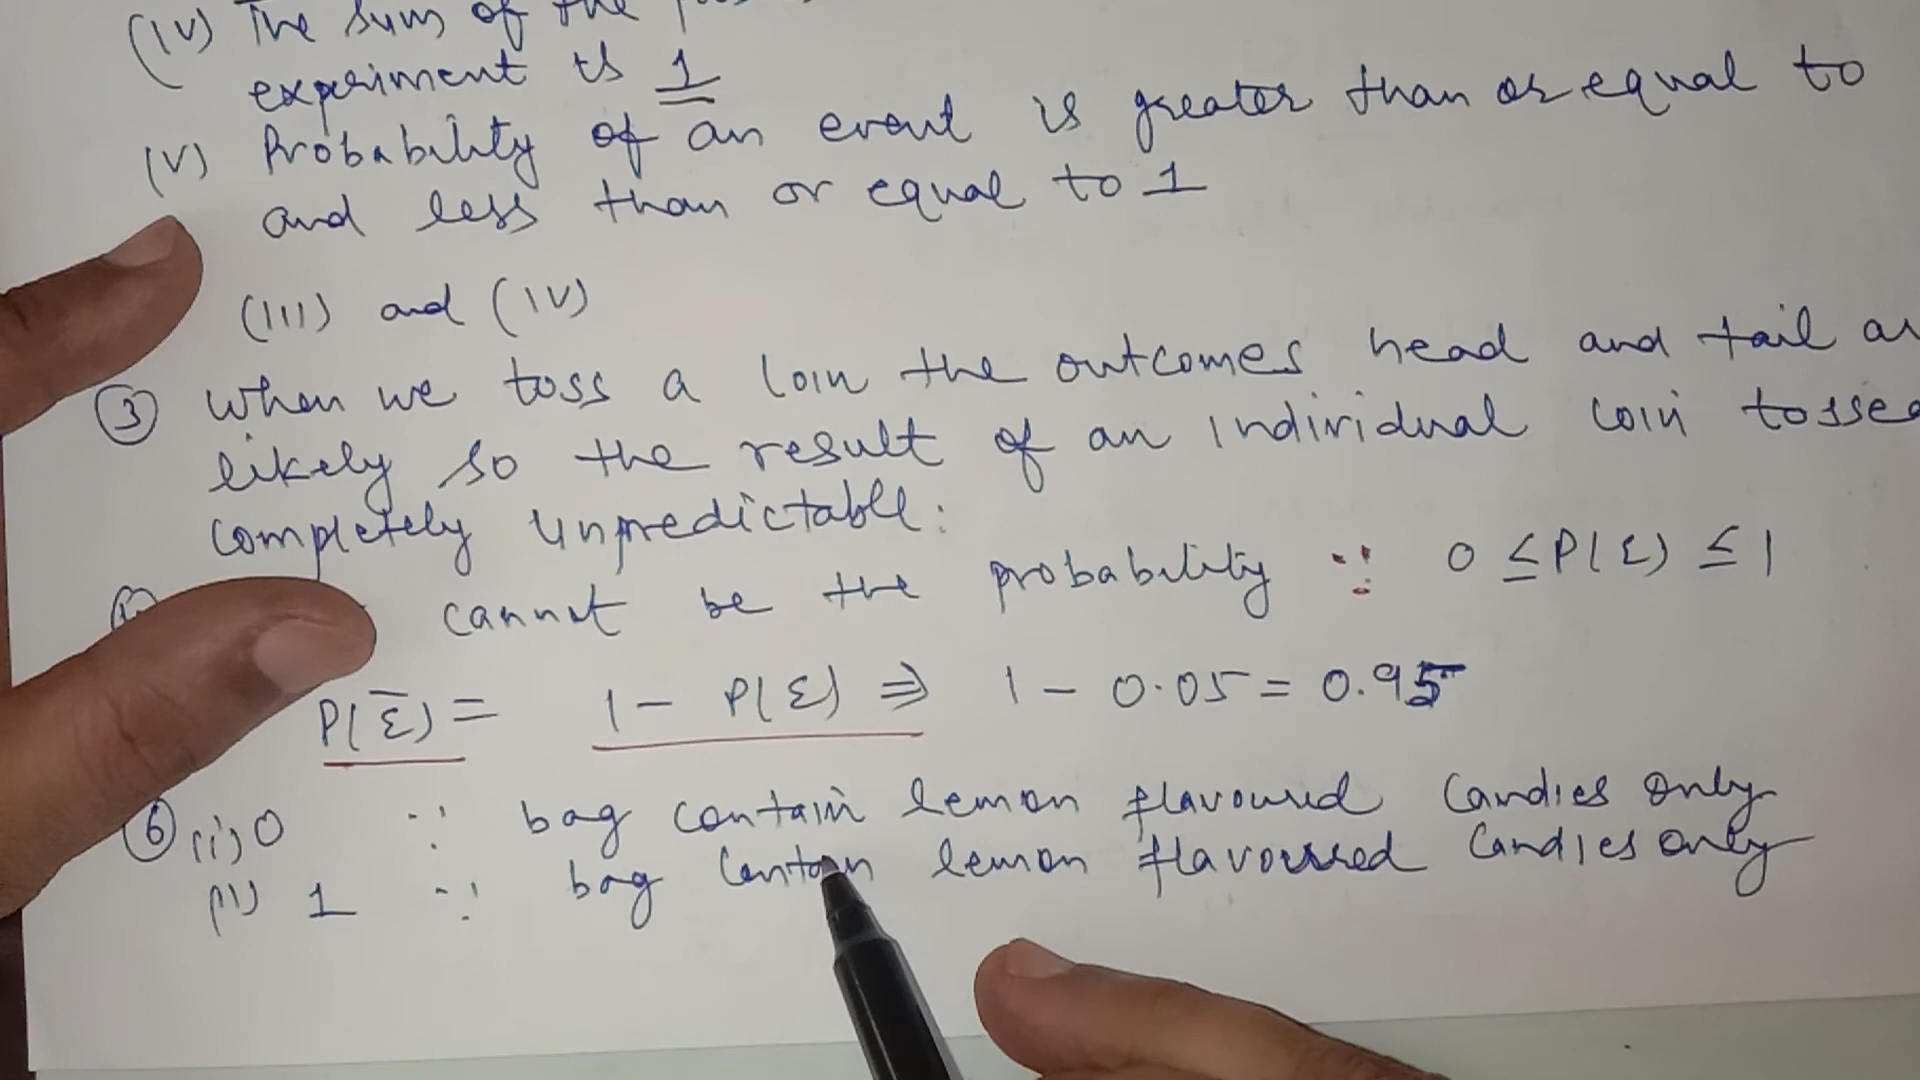 (IV) The sum of the
experiment is 1
(V) Probability of an event is greater than or equal to
and less than or equal to 1
(III) and (IV)
③ when we toss a coin the outcomes head and tail
likely so the result of an individual coin tossed
completely unpredictable.
cannot be the probability ∵ 0 ≤ P(E) ≤ 1
P(Ē) = 1 - P(E) ⇒ 1 - 0.05 = 0.95
⑥ (i) 0 ∵ bag contain lemon flavoured Candies only
(ii) 1 ∵ bag Contain lemon flavoured Candies only